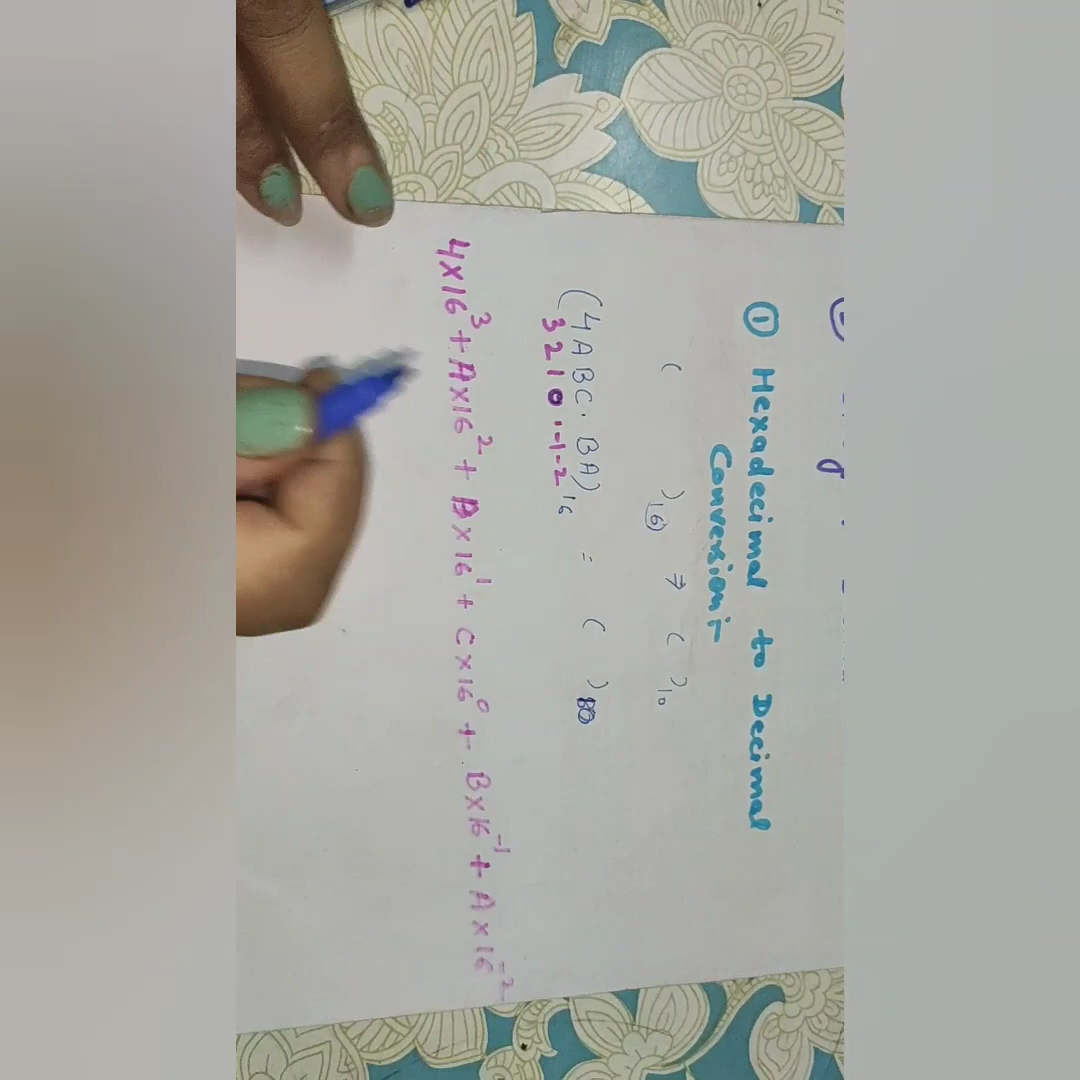 ① Hexadecimal to Decimal
Conversion:-
( )16 ⇒ ( )10
(4ABC.BA)16 = ( )10
3 2 1 0 . -1 -2
4×16³ + A×16² + B×16¹ + C×16⁰ + B×16⁻¹ + A×16⁻²